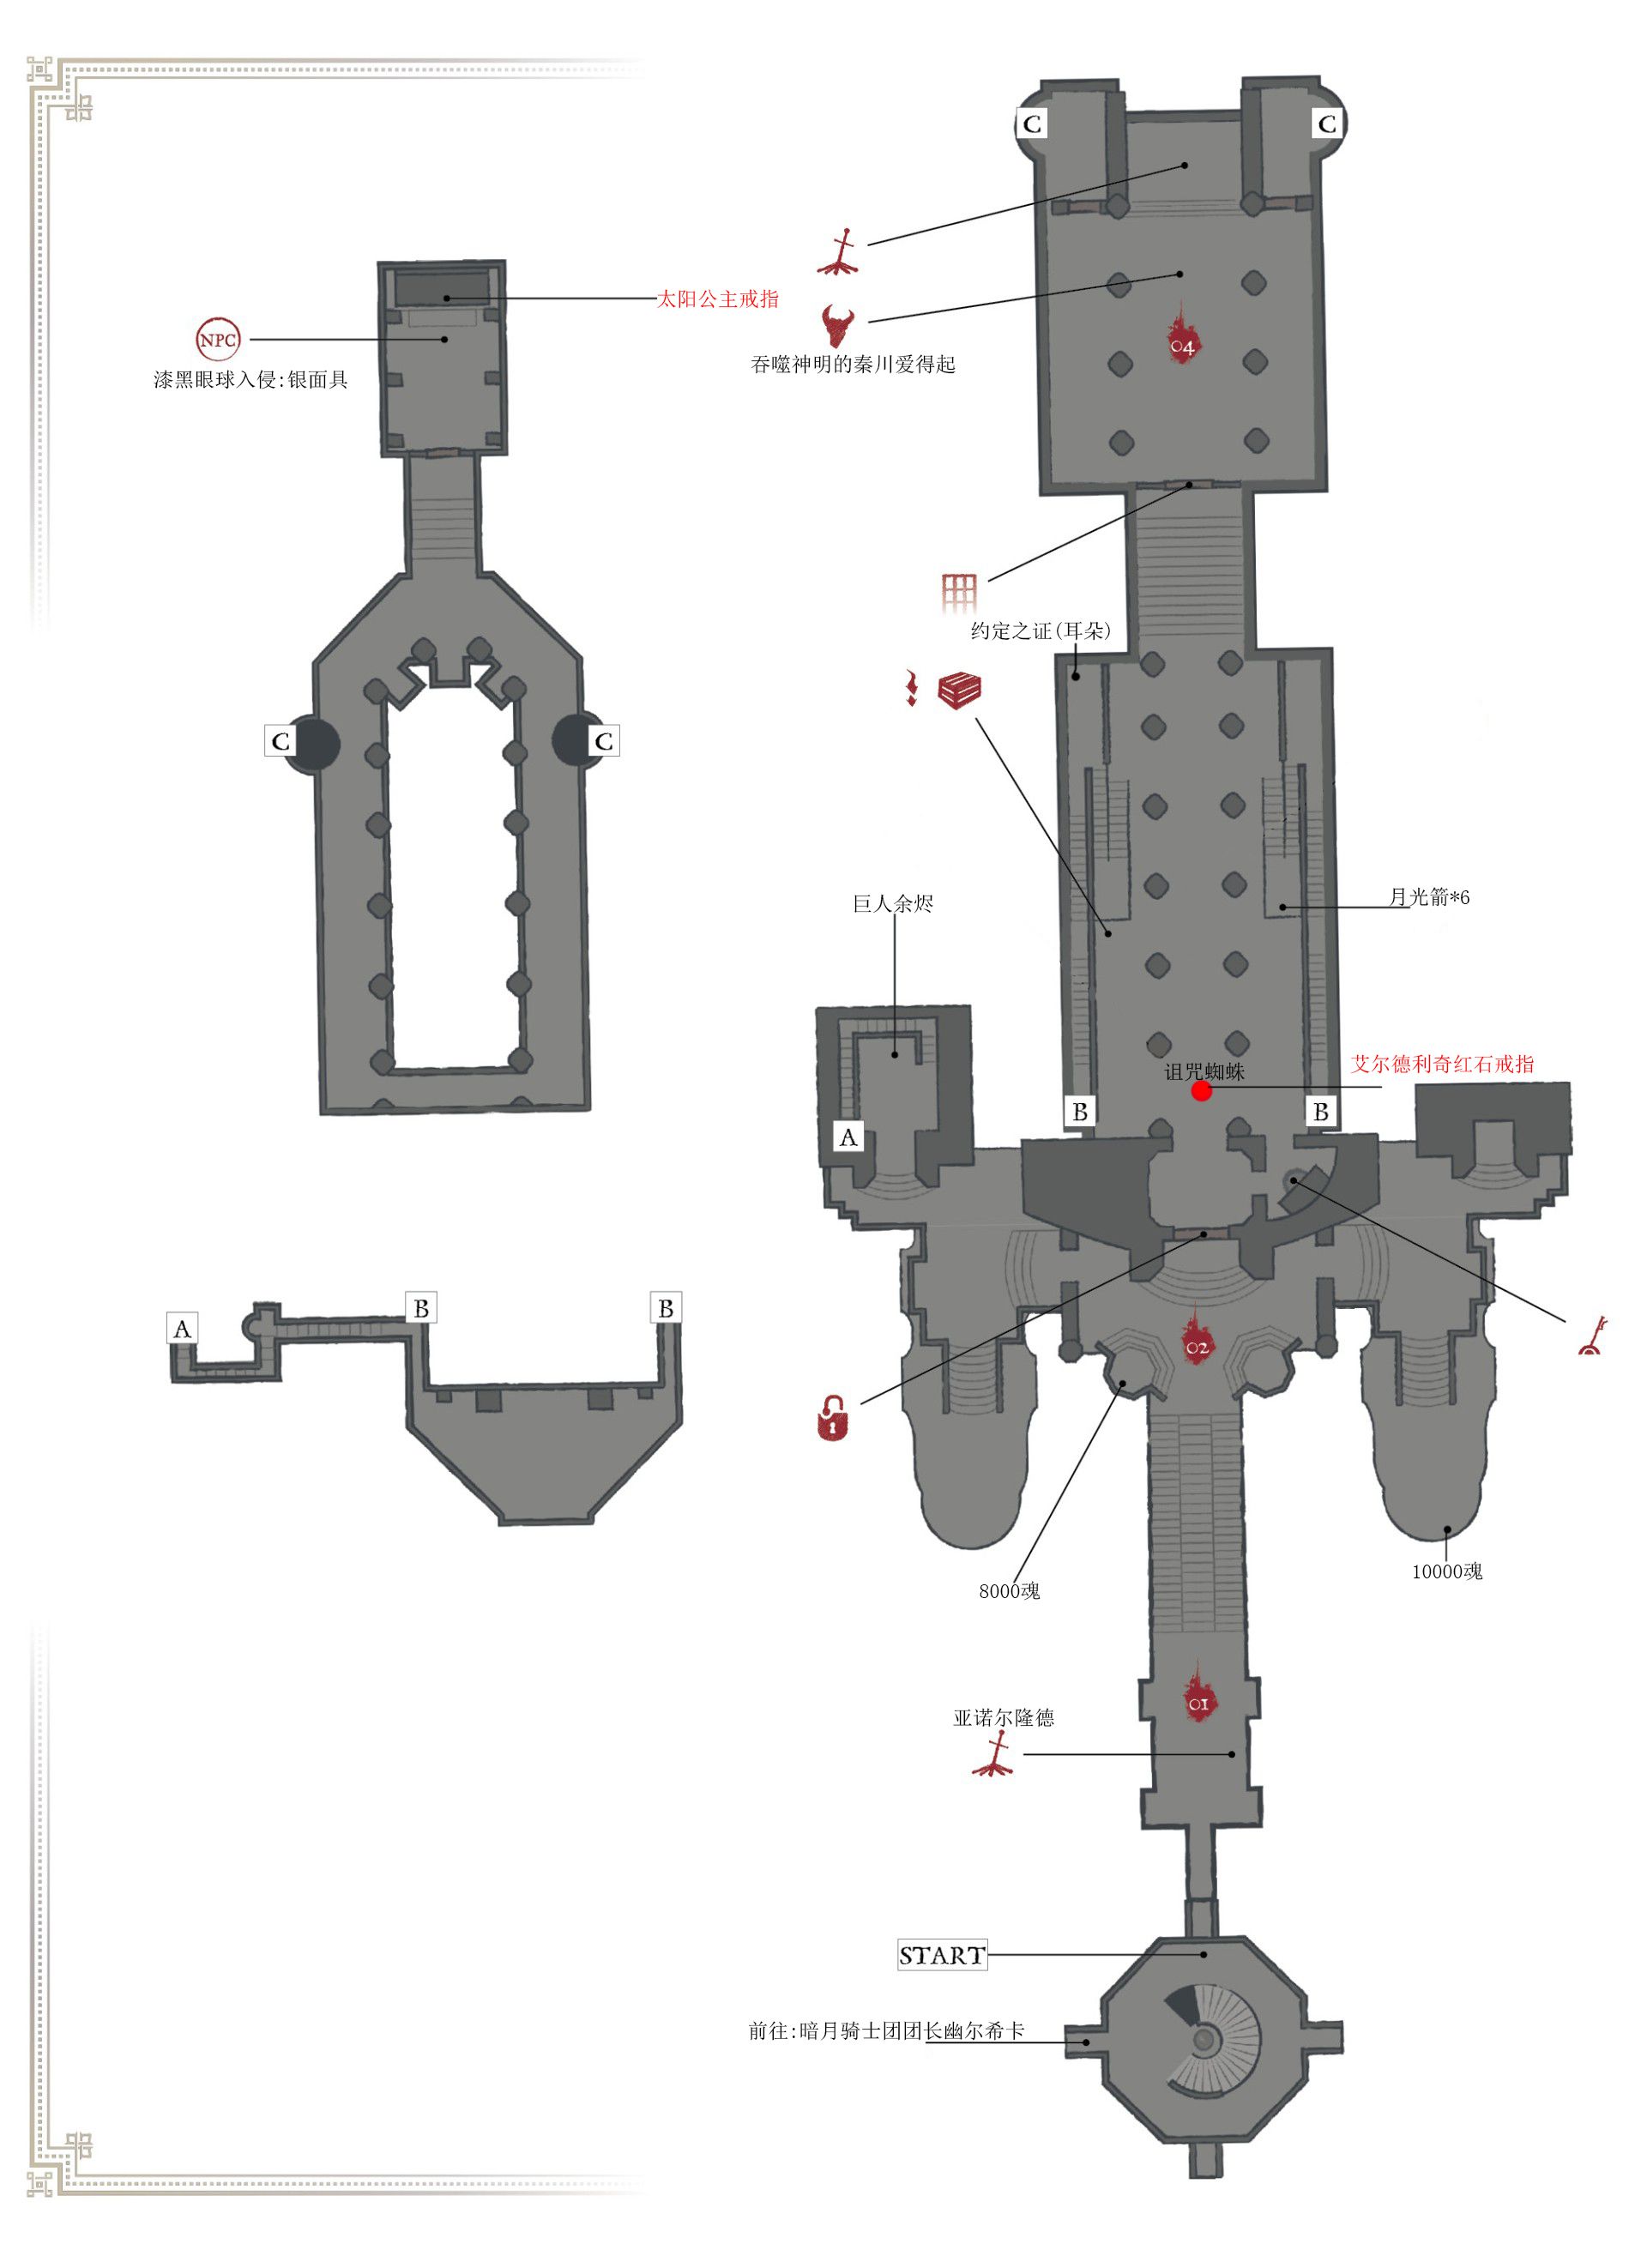 C
C
太阳公主戒指
NPC
漆黑眼球入侵:银面具
04
吞噬神明的秦川爱得起
约定之证(耳朵)
C
C
月光箭*6
巨人余烬
诅咒蜘蛛
艾尔德利奇红石戒指
A
B
B
A
B
B
02
8000魂
10000魂
01
亚诺尔隆德
START
前往:暗月骑士团团长幽尔希卡